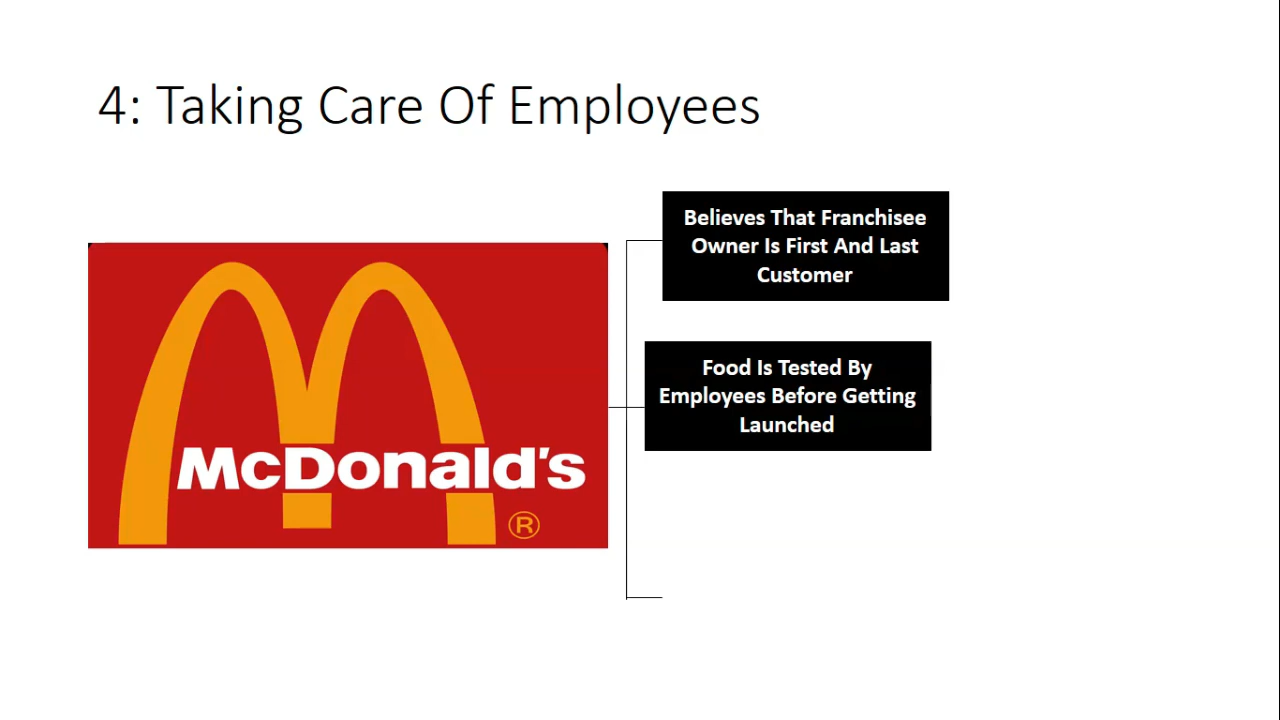 4: Taking Care Of Employees
Believes That Franchisee
Owner Is First And Last
Customer
Food Is Tested By
Employees Before Getting
Launched
McDonald's
®